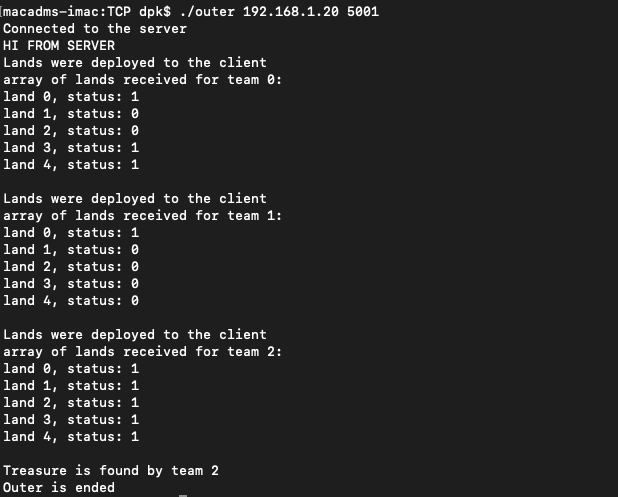 macadms-imac:TCP dpk$ ./outer 192.168.1.20 5001
Connected to the server
HI FROM SERVER
Lands were deployed to the client
array of lands received for team 0:
land 0, status: 1
land 1, status: 0
land 2, status: 0
land 3, status: 1
land 4, status: 1

Lands were deployed to the client
array of lands received for team 1:
land 0, status: 1
land 1, status: 0
land 2, status: 0
land 3, status: 0
land 4, status: 0

Lands were deployed to the client
array of lands received for team 2:
land 0, status: 1
land 1, status: 1
land 2, status: 1
land 3, status: 1
land 4, status: 1

Treasure is found by team 2
Outer is ended